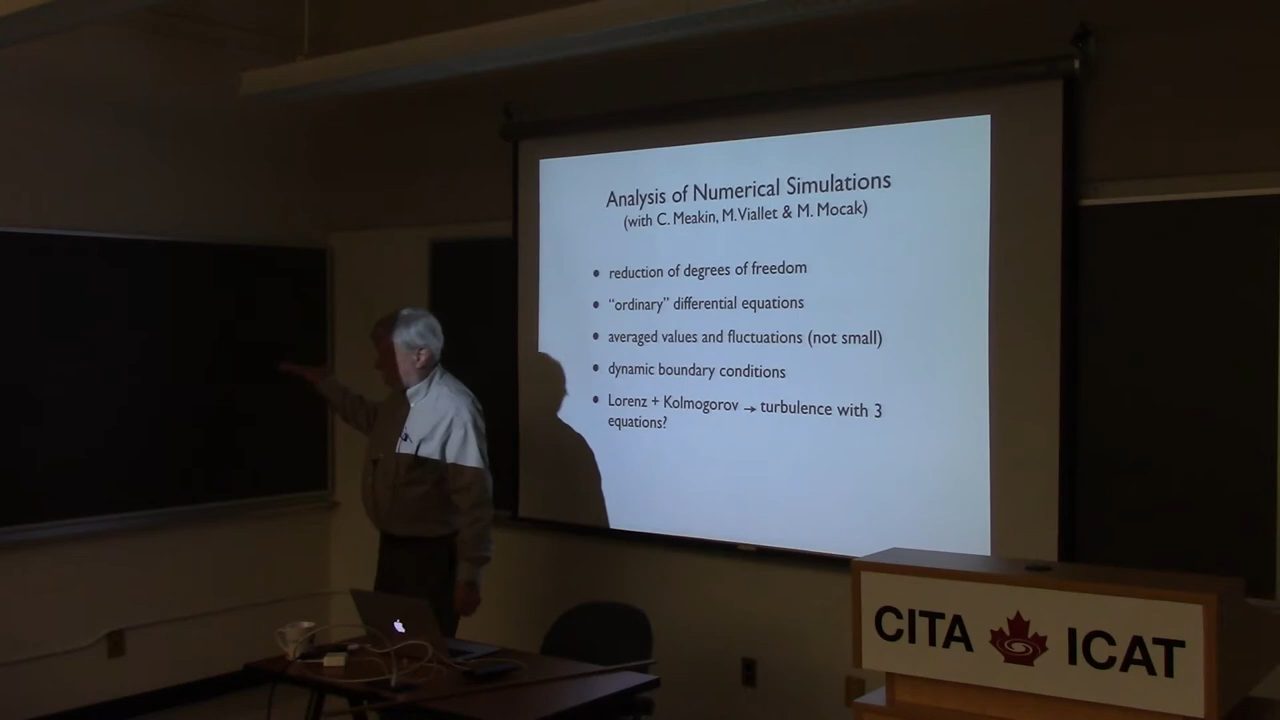 Analysis of Numerical Simulations
(with C. Meakin, M. Viallet & M. Mocak)
• reduction of degrees of freedom
• “ordinary” differential equations
• averaged values and fluctuations (not small)
• dynamic boundary conditions
• Lorenz + Kolmogorov → turbulence with 3
equations?
CITA ICAT